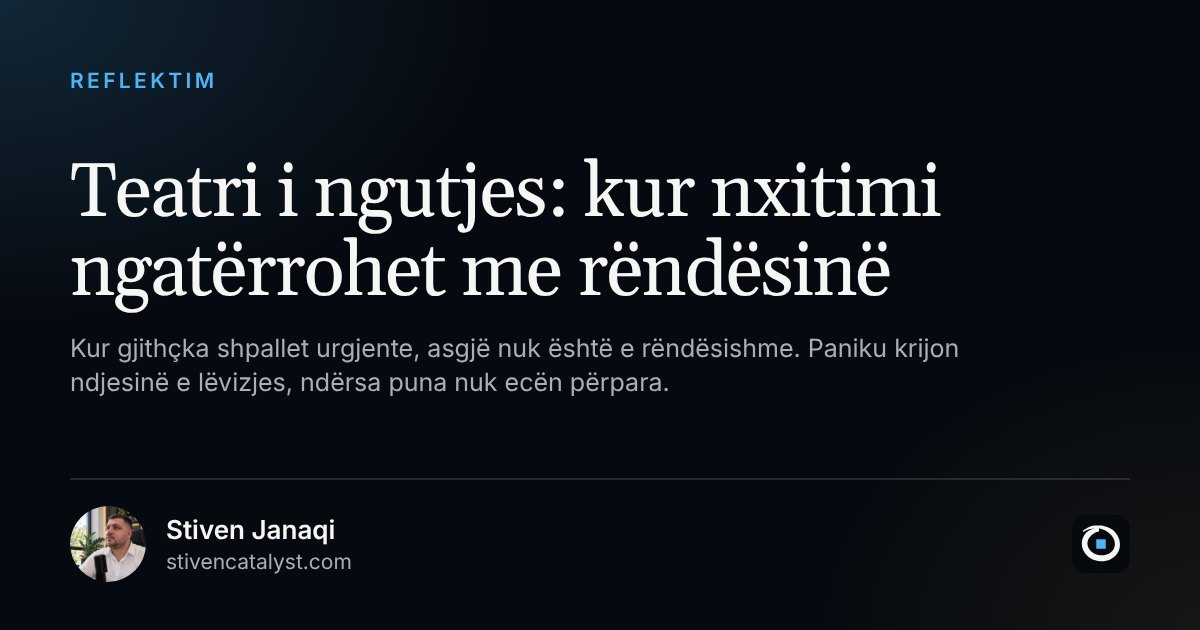 REFLEKTIM
Teatri i ngutjes: kur nxitimi
ngatërrohet me rëndësinë
Kur gjithçka shpallet urgjente, asgjë nuk është e rëndësishme. Paniku krijon
ndjesinë e lëvizjes, ndërsa puna nuk ecën përpara.
Stiven Janaqi
stivencatalyst.com